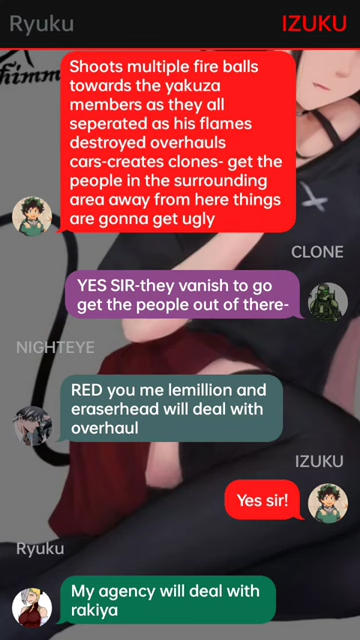 Ryuku
IZUKU
himm
Shoots multiple fire balls
towards the yakuza
members as they all
seperated as his flames
destroyed overhauls
cars-creates clones- get the
people in the surrounding
area away from here things
are gonna get ugly
CLONE
YES SIR-they vanish to go
get the people out of there-
NIGHTEYE
RED you me lemillion and
eraserhead will deal with
overhaul
IZUKU
Yes sir!
Ryuku
My agency will deal with
rakiya